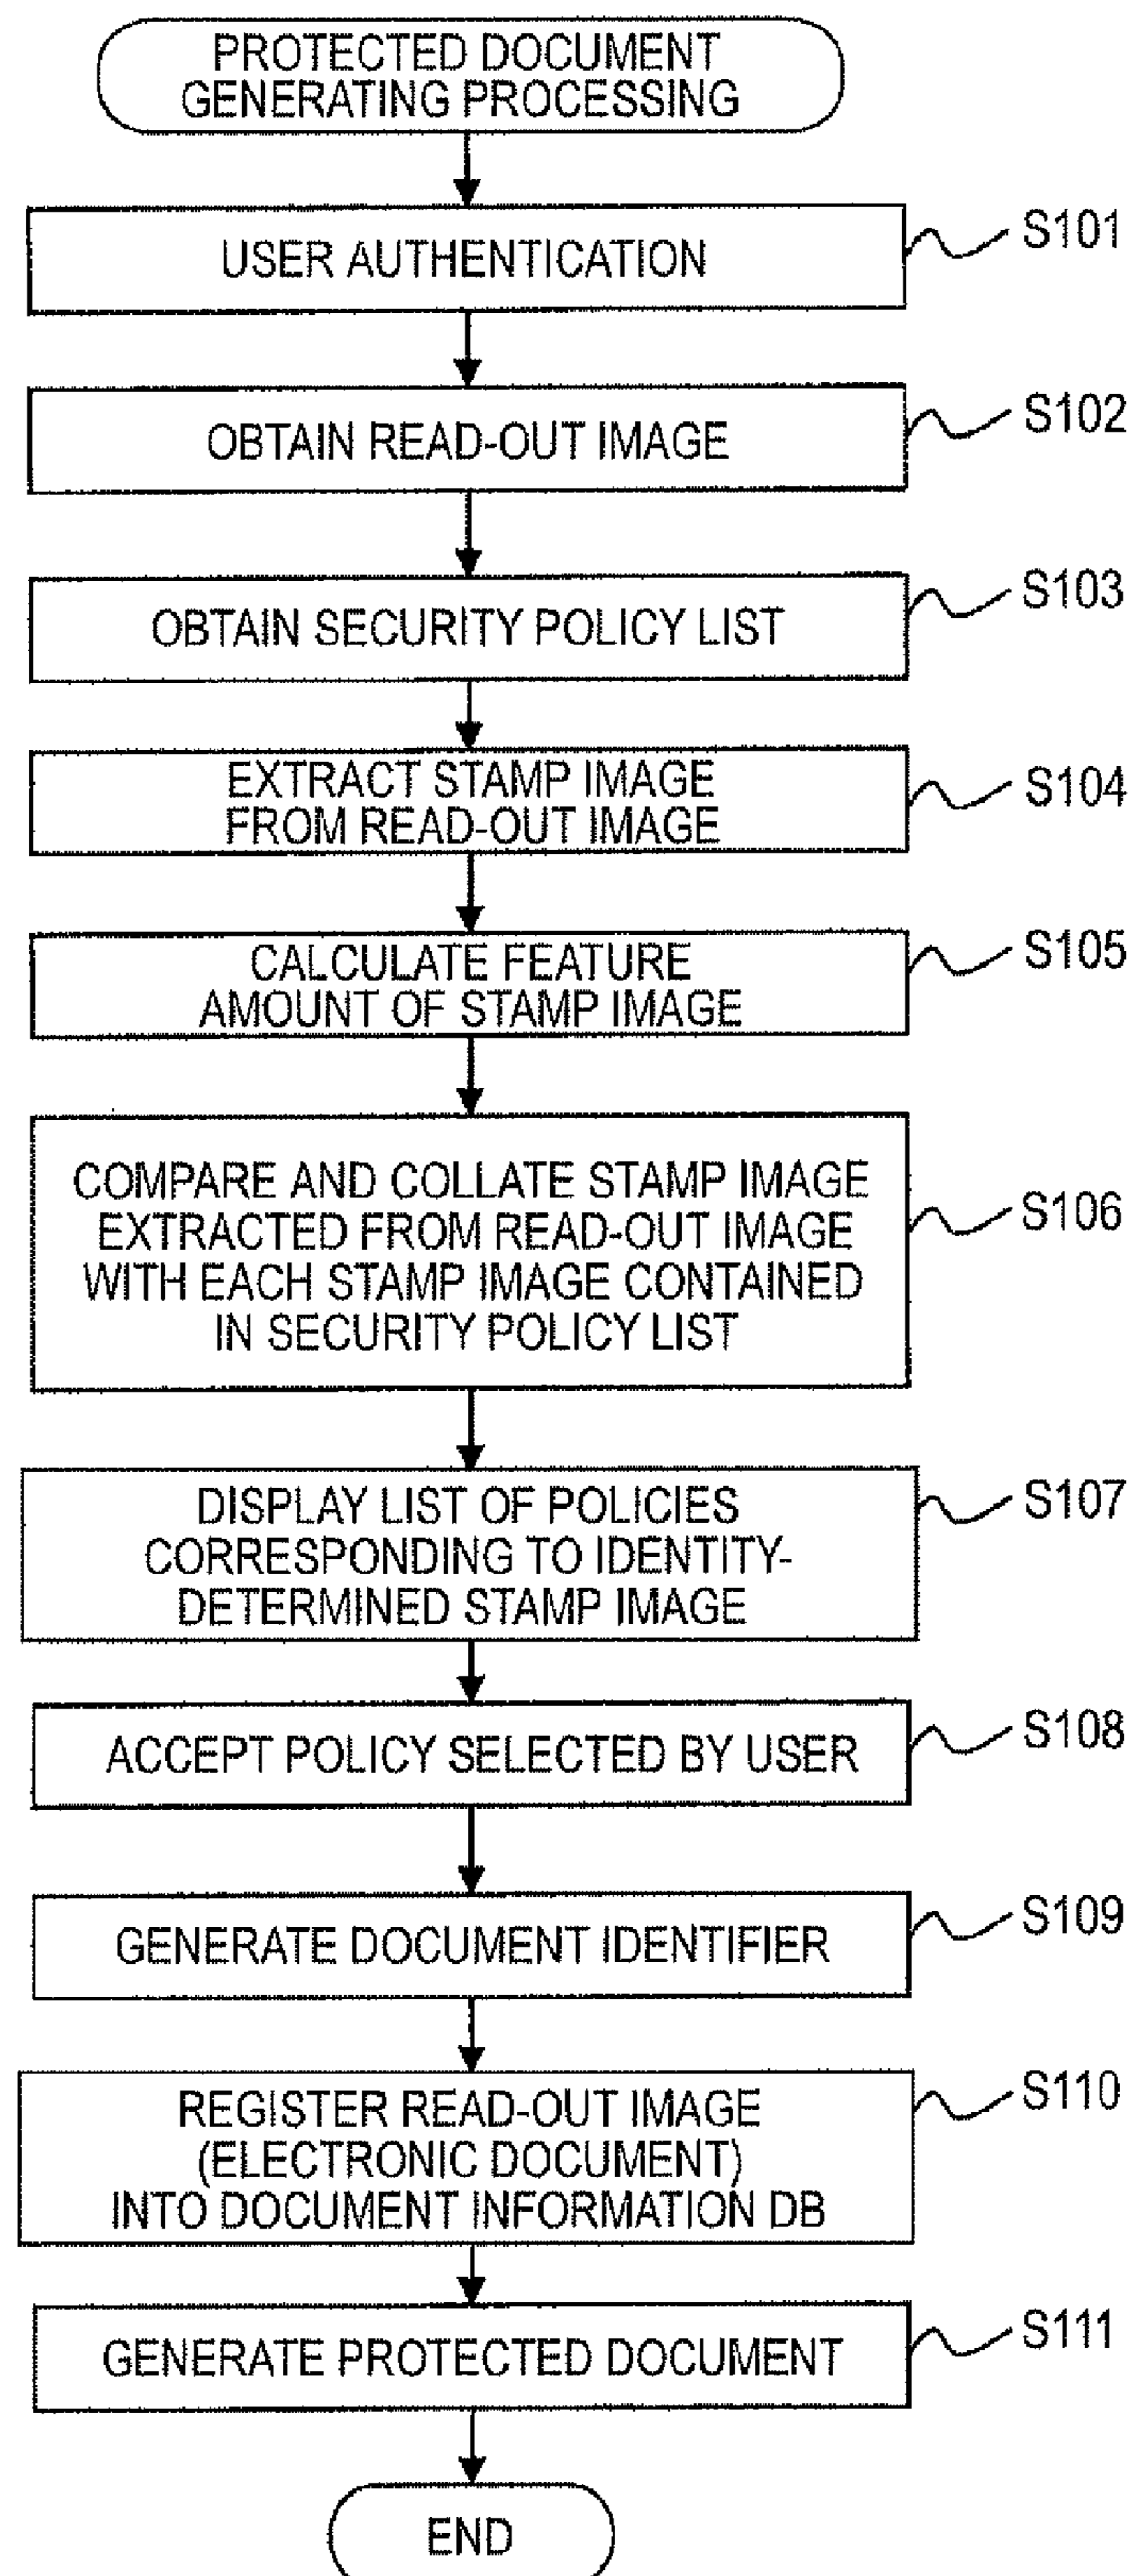 PROTECTED DOCUMENT
GENERATING PROCESSING
USER AUTHENTICATION
S101
OBTAIN READ-OUT IMAGE
S102
OBTAIN SECURITY POLICY LIST
S103
EXTRACT STAMP IMAGE
FROM READ-OUT IMAGE
S104
CALCULATE FEATURE
AMOUNT OF STAMP IMAGE
S105
COMPARE AND COLLATE STAMP IMAGE
EXTRACTED FROM READ-OUT IMAGE
WITH EACH STAMP IMAGE CONTAINED
IN SECURITY POLICY LIST
S106
DISPLAY LIST OF POLICIES
CORRESPONDING TO IDENTITY-
DETERMINED STAMP IMAGE
S107
ACCEPT POLICY SELECTED BY USER
S108
GENERATE DOCUMENT IDENTIFIER
S109
REGISTER READ-OUT IMAGE
(ELECTRONIC DOCUMENT)
INTO DOCUMENT INFORMATION DB
S110
GENERATE PROTECTED DOCUMENT
S111
END